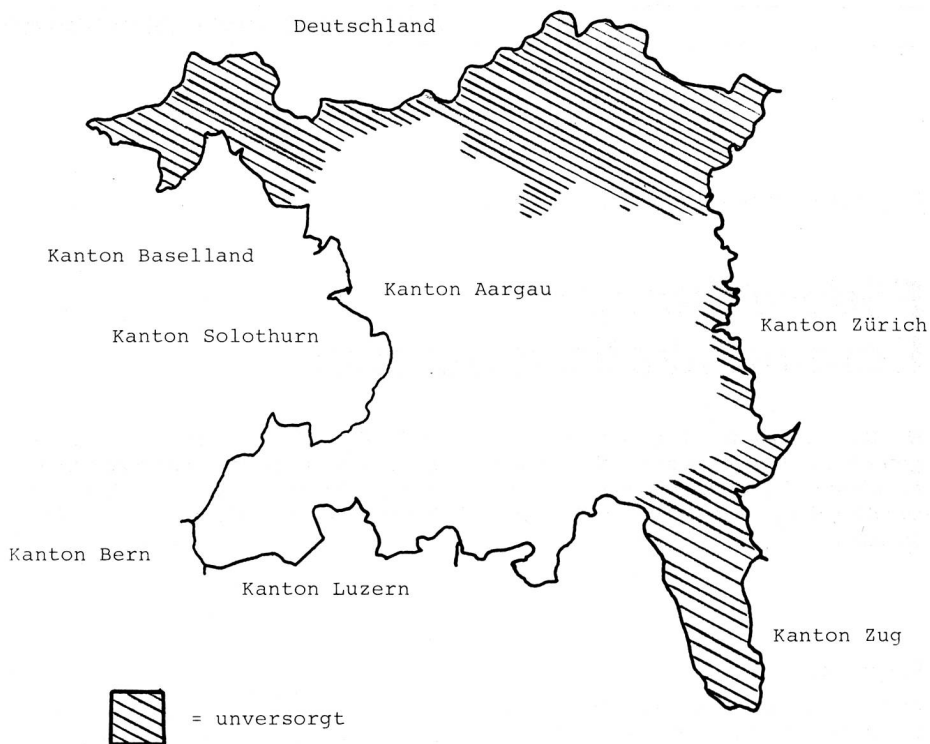 Deutschland
Kanton Baselland
Kanton Aargau
Kanton Solothurn
Kanton Zürich
Kanton Bern
Kanton Luzern
Kanton Zug
= unversorgt